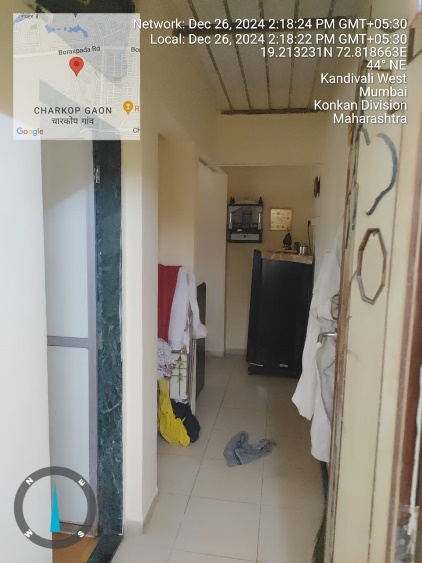 Network: Dec 26, 2024 2:18:24 PM GMT+05:30
Local: Dec 26, 2024 2:18:22 PM GMT+05:30
19.213231N 72.818663E
44° NE
Kandivali West
Mumbai
Konkan Division
Maharashtra
Boraxpada Rd
CHARKOP GAON
चारकोप गांव
Google
N
E
W
S